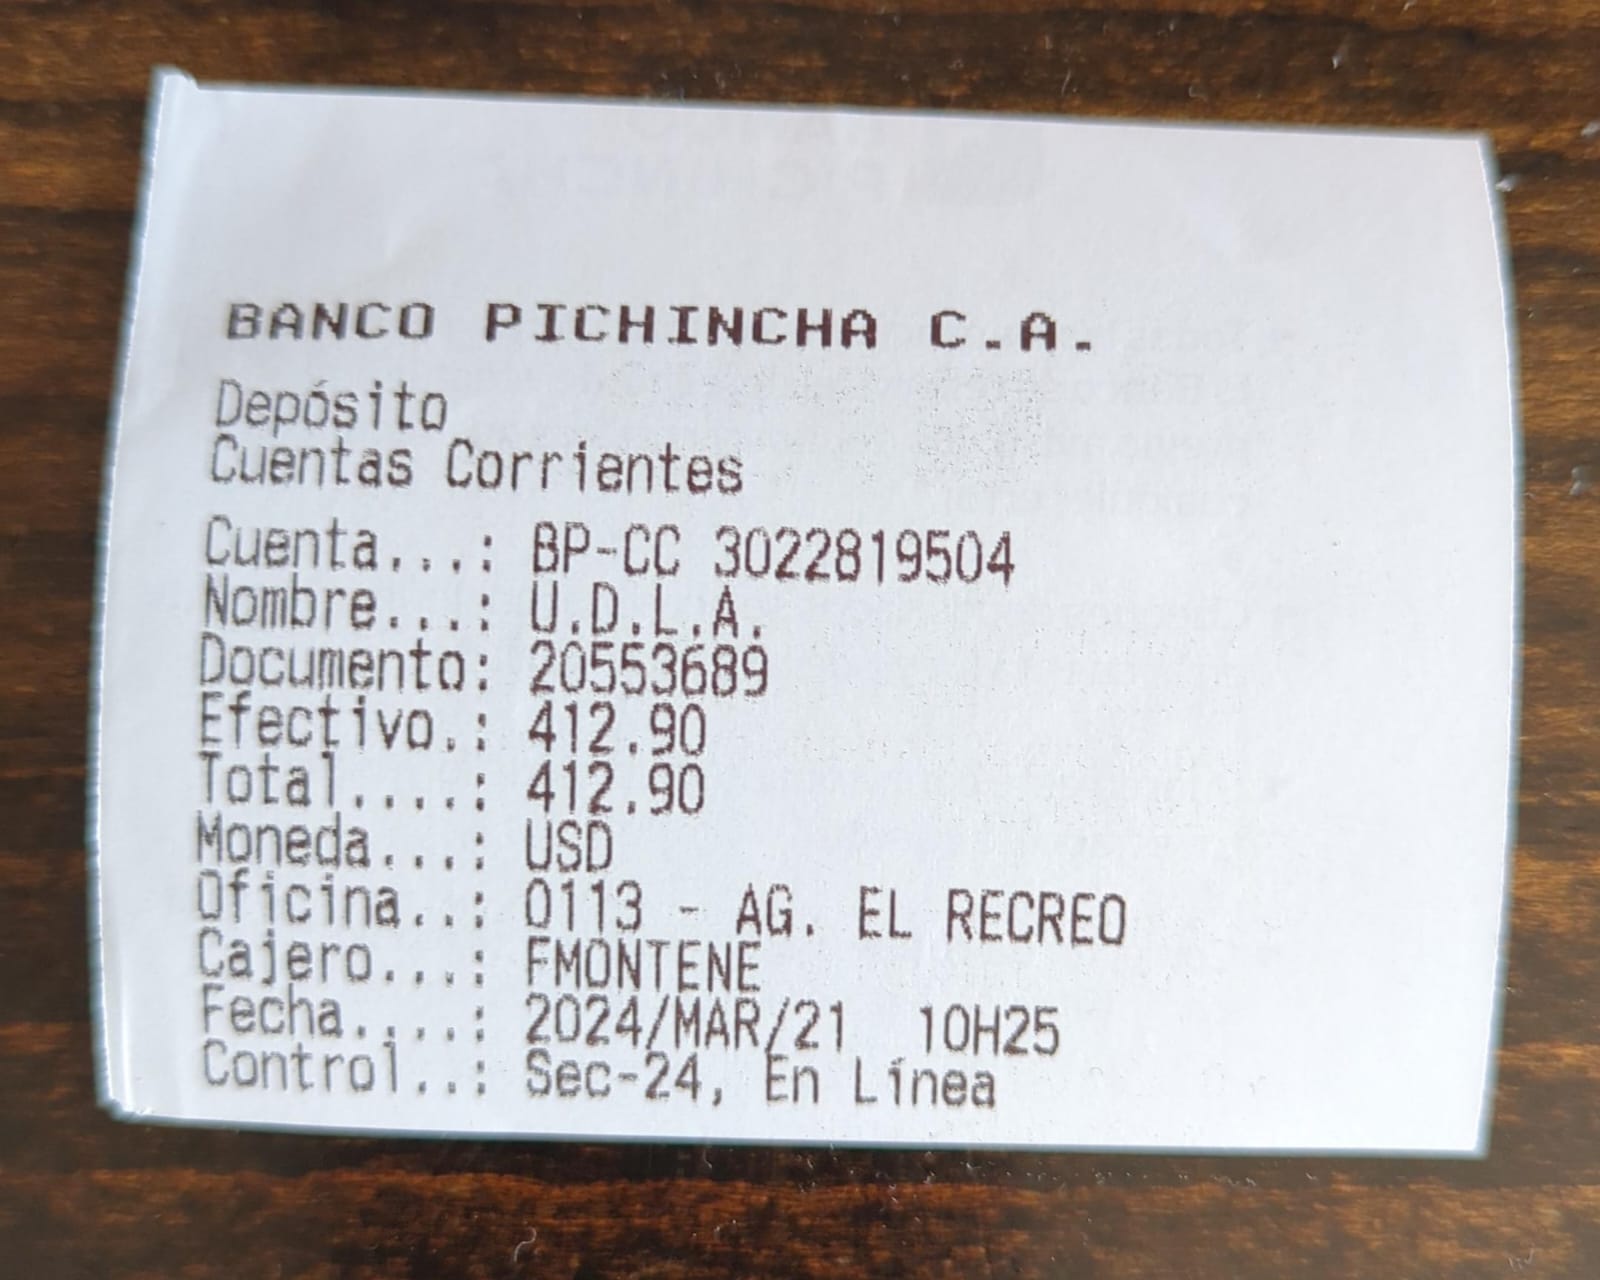 BANCO PICHINCHA C.A.
Depósito
Cuentas Corrientes
Cuenta...: BP-CC 3022819504
Nombre...: U.D.L.A.
Documento: 20553689
Efectivo.: 412.90
Total....: 412.90
Moneda...: USD
Oficina..: 0113 - AG. EL RECREO
Cajero...: FMONTENE
Fecha....: 2024/MAR/21 10H25
Control..: Sec-24, En Línea